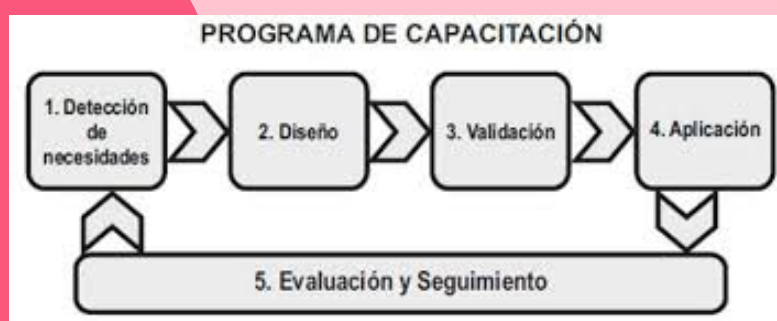 PROGRAMA DE CAPACITACIÓN
1. Detección
de
necesidades
2. Diseño
3. Validación
4. Aplicación
5. Evaluación y Seguimiento